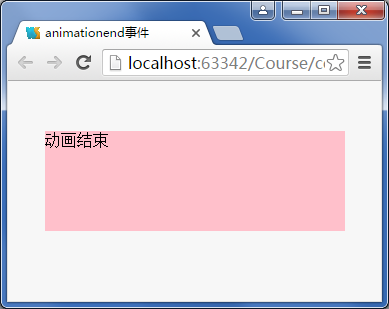 animationend事件
localhost:63342/Course/c
动画结束